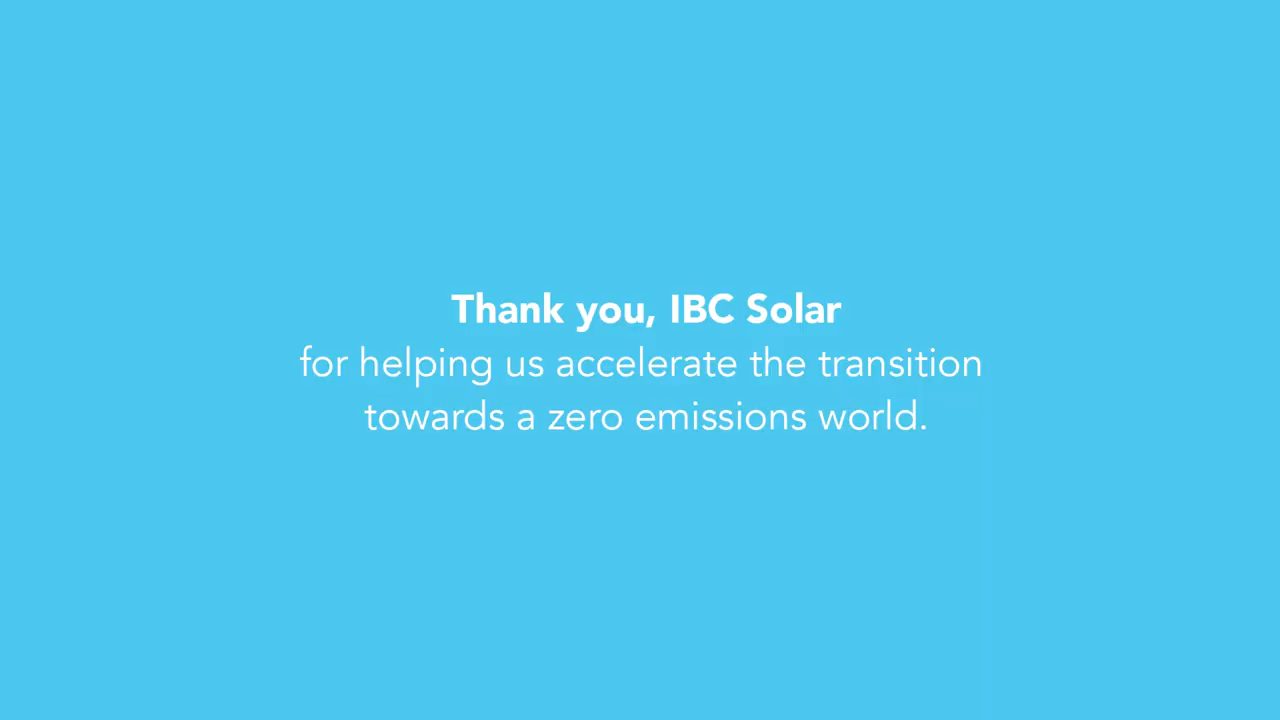 Thank you, IBC Solar
for helping us accelerate the transition
towards a zero emissions world.